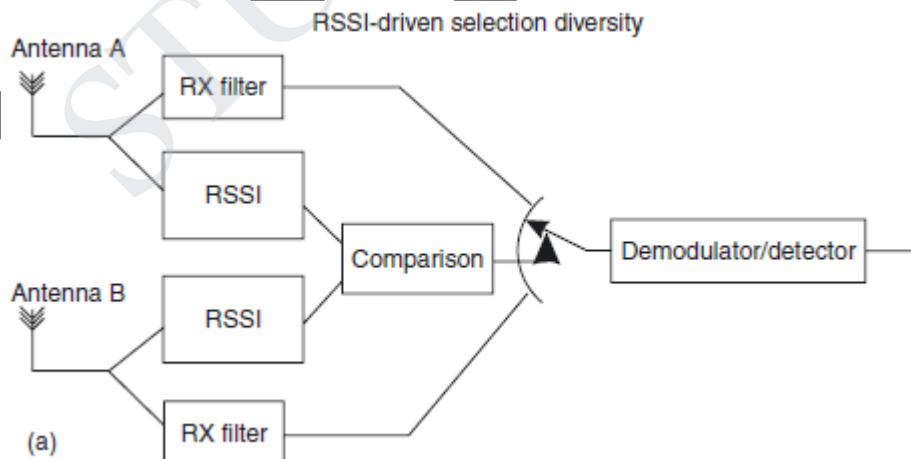 RSSI-driven selection diversity
Antenna A
RX filter
RSSI
Comparison
Demodulator/detector
Antenna B
RSSI
RX filter
(a)